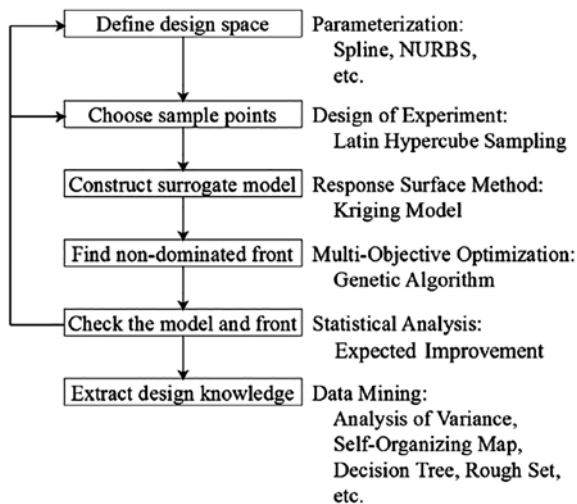 Define design space
Parameterization:
Spline, NURBS,
etc.
Choose sample points
Design of Experiment:
Latin Hypercube Sampling
Construct surrogate model
Response Surface Method:
Kriging Model
Find non-dominated front
Multi-Objective Optimization:
Genetic Algorithm
Check the model and front
Statistical Analysis:
Expected Improvement
Extract design knowledge
Data Mining:
Analysis of Variance,
Self-Organizing Map,
Decision Tree, Rough Set,
etc.